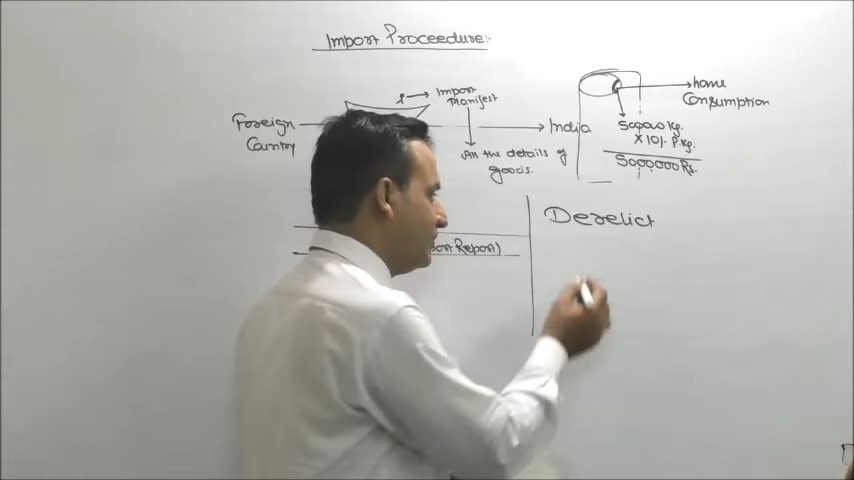 Import Proceedure:-
Import
Manifest
Foreign
Country
India
All the details of
goods.
home
Consumption
50000 kg.
X 10/. P.kg.
5000000 Rs.
Report)
Derelict